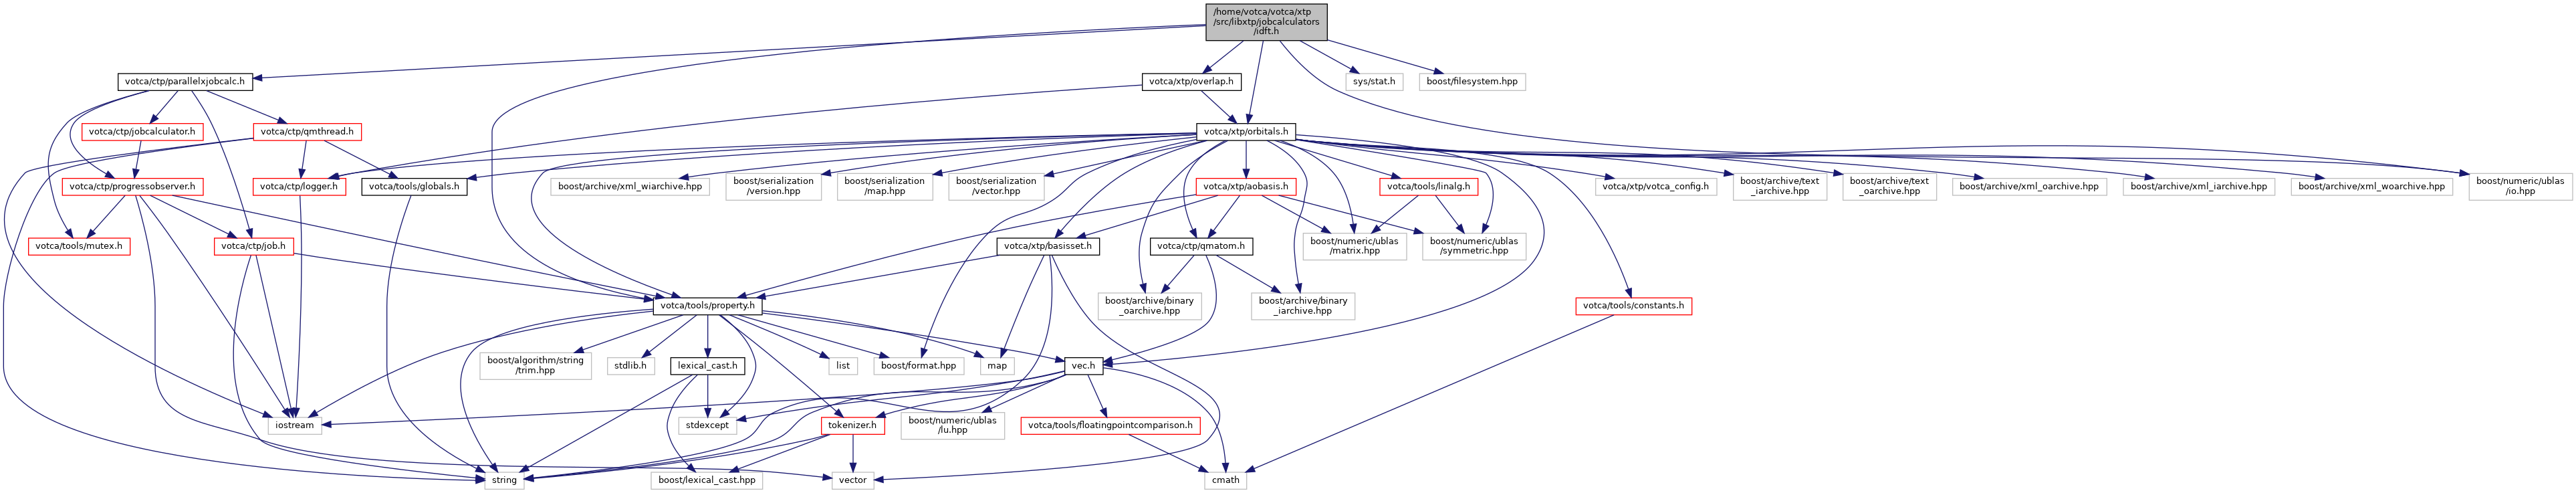 /home/votca/votca/xtp
/src/libxtp/jobcalculators
/idft.h
votca/ctp/parallelxjobcalc.h
votca/xtp/overlap.h
sys/stat.h
boost/filesystem.hpp
votca/ctp/jobcalculator.h
votca/ctp/qmthread.h
votca/xtp/orbitals.h
votca/ctp/progressobserver.h
votca/ctp/logger.h
votca/tools/globals.h
boost/archive/xml_wiarchive.hpp
boost/serialization
/version.hpp
boost/serialization
/map.hpp
boost/serialization
/vector.hpp
votca/xtp/aobasis.h
votca/tools/linalg.h
votca/xtp/votca_config.h
boost/archive/text
_iarchive.hpp
boost/archive/text
_oarchive.hpp
boost/archive/xml_oarchive.hpp
boost/archive/xml_iarchive.hpp
boost/archive/xml_woarchive.hpp
boost/numeric/ublas
/io.hpp
votca/tools/mutex.h
votca/ctp/job.h
votca/xtp/basisset.h
votca/ctp/qmatom.h
boost/numeric/ublas
/matrix.hpp
boost/numeric/ublas
/symmetric.hpp
votca/tools/property.h
boost/archive/binary
_oarchive.hpp
boost/archive/binary
_iarchive.hpp
votca/tools/constants.h
boost/algorithm/string
/trim.hpp
stdlib.h
lexical_cast.h
list
boost/format.hpp
map
vec.h
iostream
stdexcept
tokenizer.h
boost/numeric/ublas
/lu.hpp
votca/tools/floatingpointcomparison.h
string
boost/lexical_cast.hpp
vector
cmath